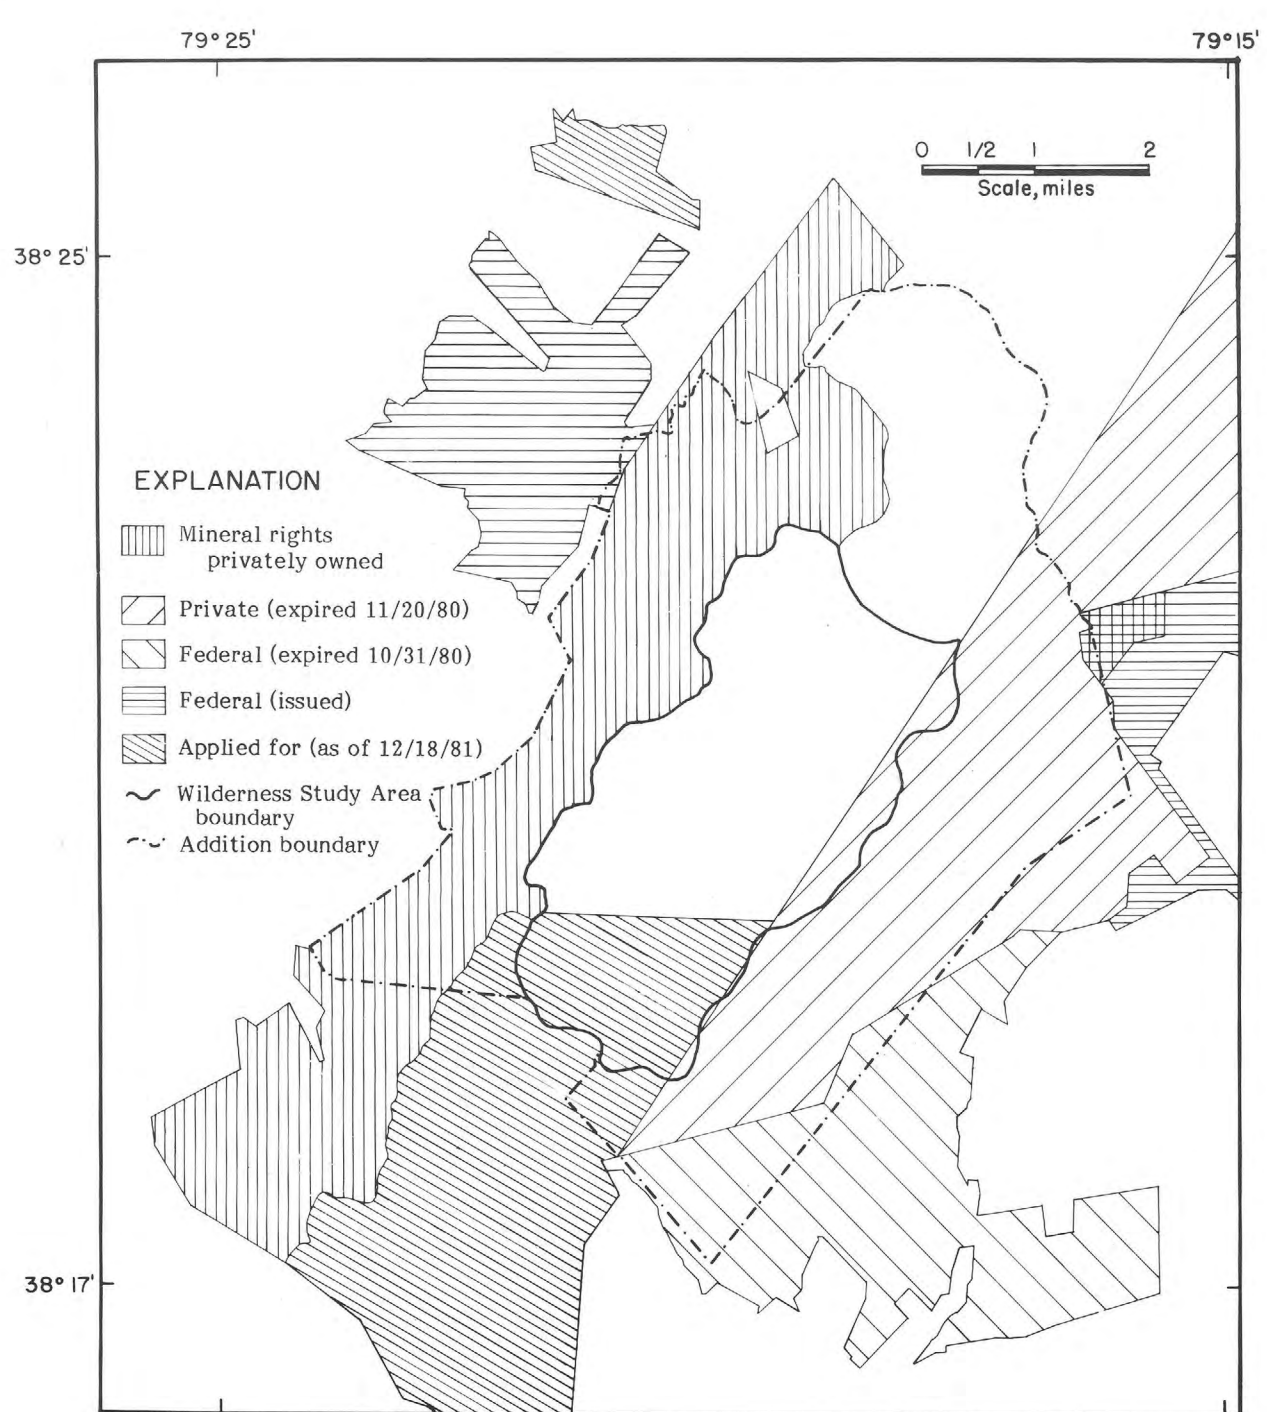 79° 25'
79° 15'
0 1/2 1 2
Scale, miles
38° 25'
EXPLANATION
Mineral rights
privately owned
Private (expired 11/20/80)
Federal (expired 10/31/80)
Federal (issued)
Applied for (as of 12/18/81)
Wilderness Study Area
boundary
Addition boundary
38° 17'